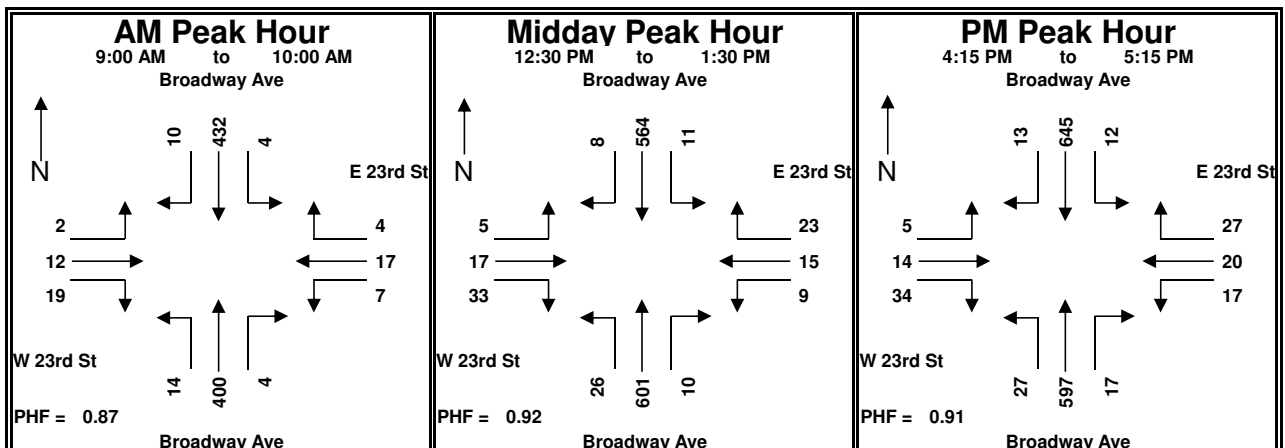 AM Peak Hour
9:00 AM to 10:00 AM
Broadway Ave
10 432 4
N
E 23rd St
2
12
19
4
17
7
W 23rd St
14 400 4
PHF = 0.87
Broadway Ave
Midday Peak Hour
12:30 PM to 1:30 PM
Broadway Ave
8 564 11
N
E 23rd St
5
17
33
23
15
9
W 23rd St
26 601 10
PHF = 0.92
Broadway Ave
PM Peak Hour
4:15 PM to 5:15 PM
Broadway Ave
13 645 12
N
E 23rd St
5
14
34
27
20
17
W 23rd St
27 597 17
PHF = 0.91
Broadway Ave